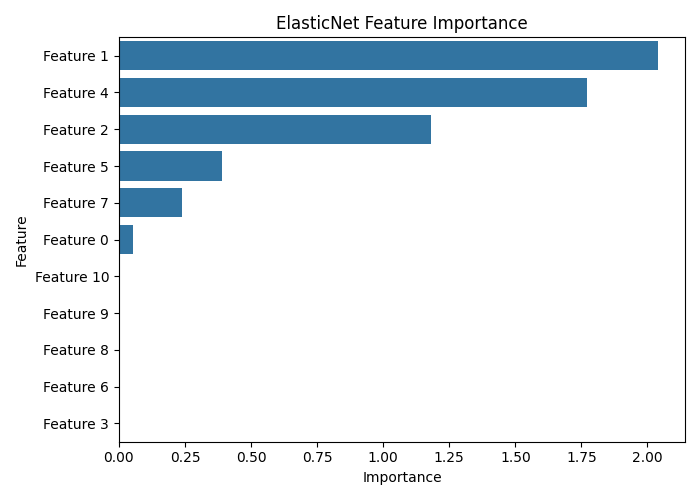 ElasticNet Feature Importance
Feature 1
Feature 4
Feature 2
Feature 5
Feature 7
Feature 0
Feature 10
Feature 9
Feature 8
Feature 6
Feature 3
Feature
0.00 0.25 0.50 0.75 1.00 1.25 1.50 1.75 2.00
Importance